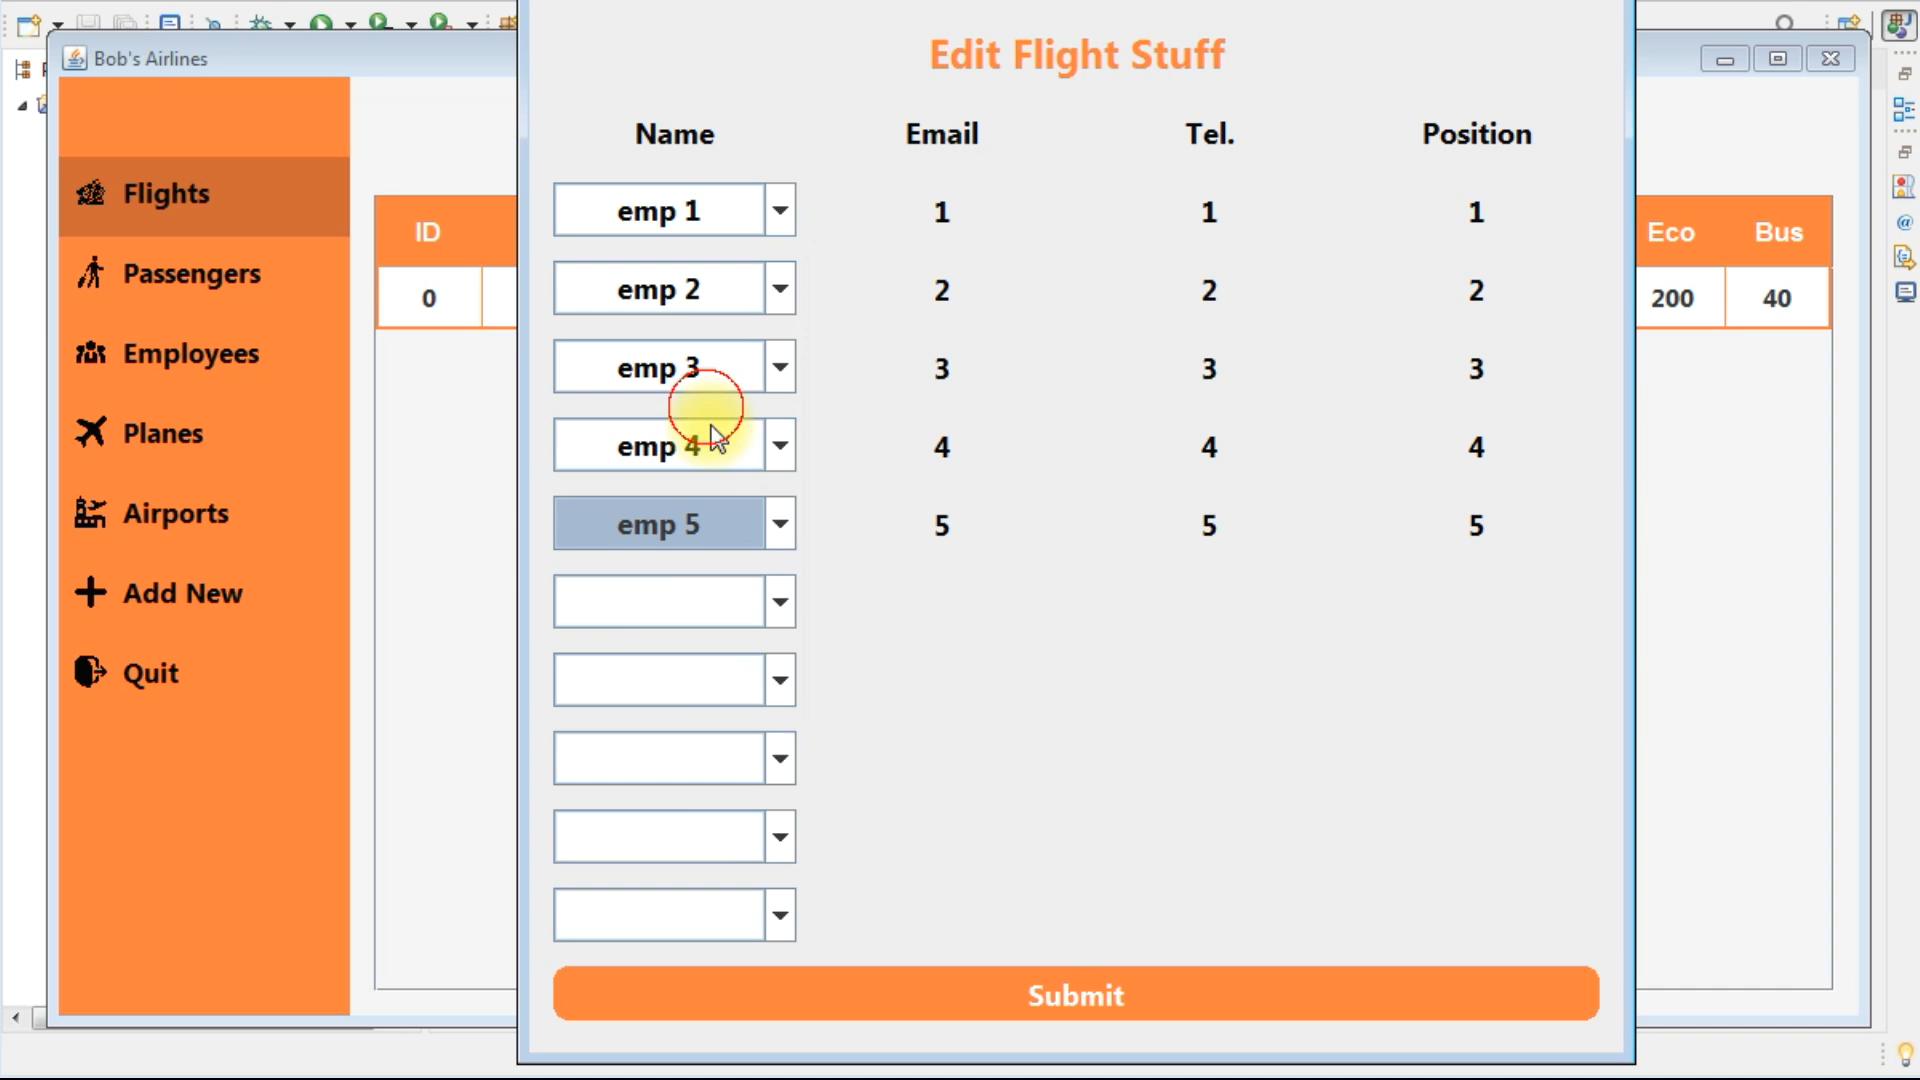 Bob's Airlines
Flights
Passengers
Employees
Planes
Airports
Add New
Quit
ID
0
Edit Flight Stuff
Name Email Tel. Position
emp 1 1 1 1
emp 2 2 2 2
emp 3 3 3 3
emp 4 4 4 4
emp 5 5 5 5
Submit
Eco Bus
200 40